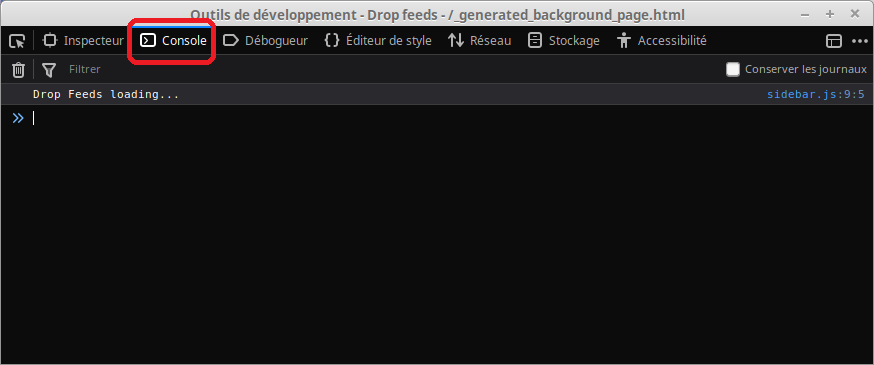 Outils de développement - Drop feeds - /_generated_background_page.html
Inspecteur Console Débogueur {} Éditeur de style Réseau Stockage Accessibilité
Filtrer Conserver les journaux
Drop Feeds loading... sidebar.js:9:5